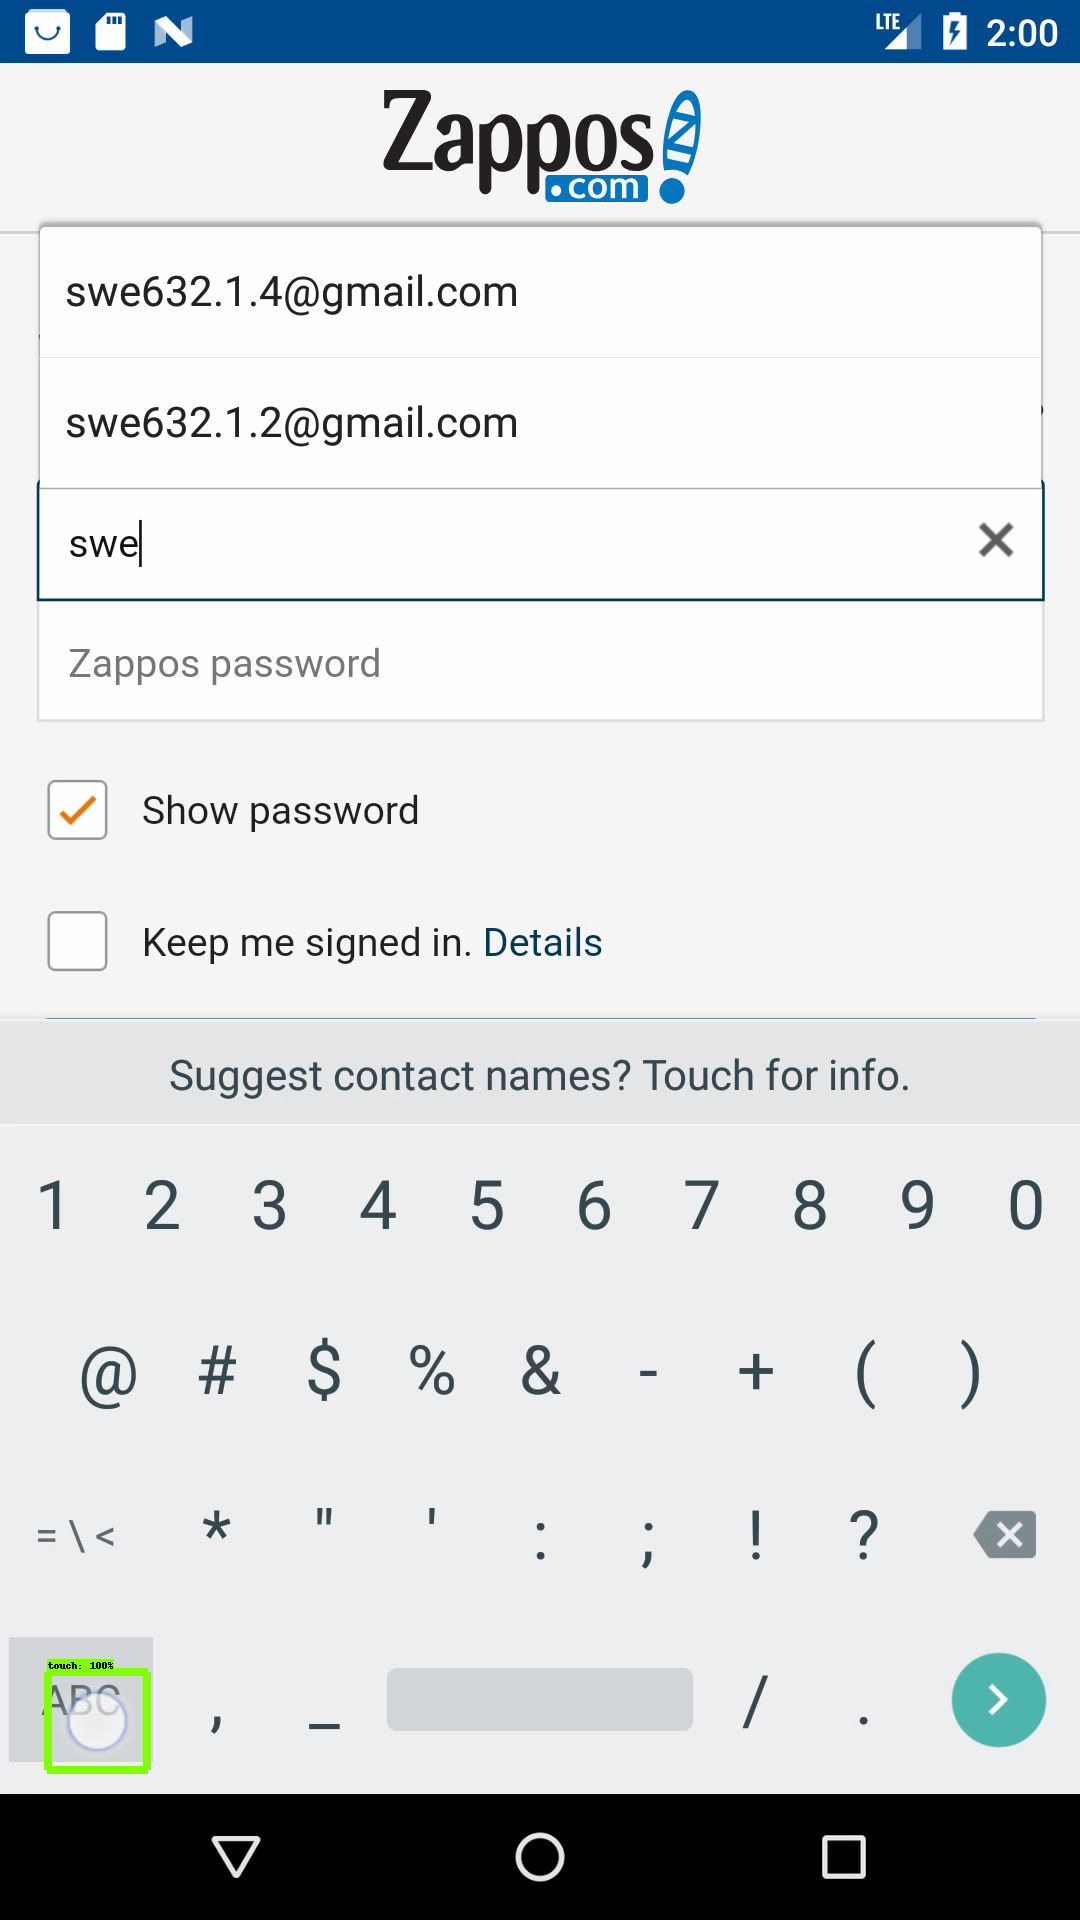 LTE 2:00
Zappos
.com
swe632.1.4@gmail.com
swe632.1.2@gmail.com
swe
Zappos password
Show password
Keep me signed in. Details
Suggest contact names? Touch for info.
1 2 3 4 5 6 7 8 9 0
@ # $ % & - + ( )
= \ < * " ' : ; ! ?
touch: 100%
ABC , _ / .